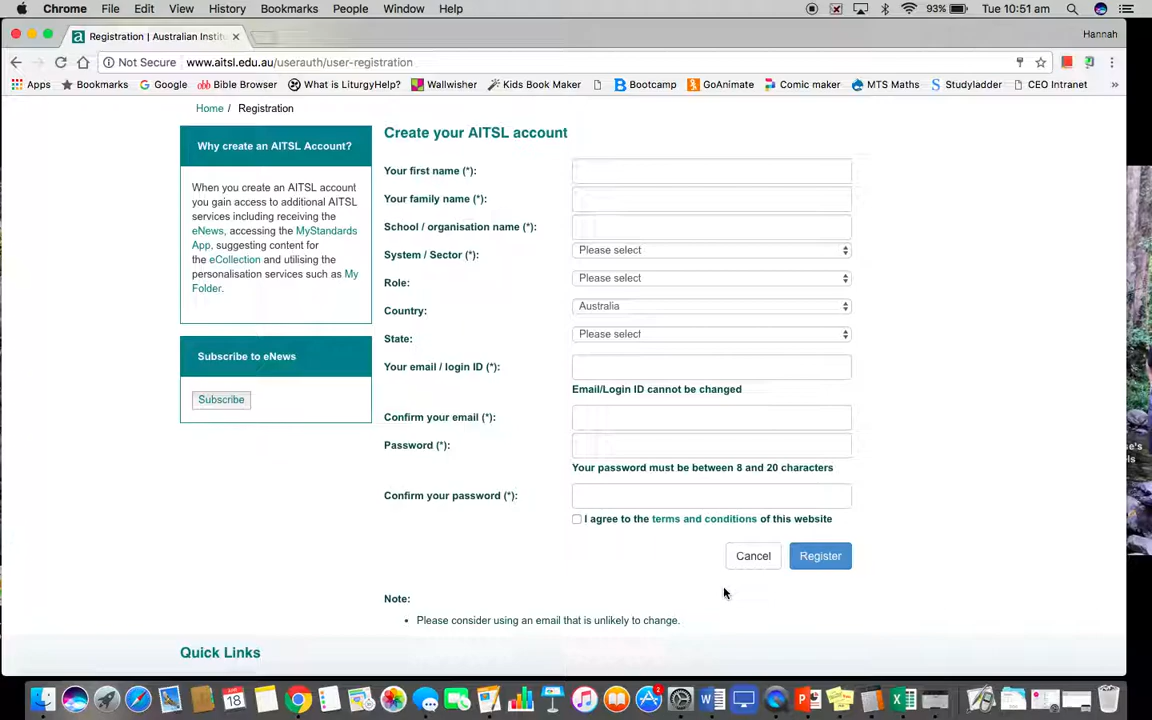 Chrome File Edit View History Bookmarks People Window Help 93% Tue 10:51 am
Registration | Australian Instit
Hannah
Not Secure www.aitsl.edu.au/userauth/user-registration
Apps Bookmarks Google Bible Browser What is LiturgyHelp? Wallwisher Kids Book Maker Bootcamp GoAnimate Comic maker MTS Maths Studyladder CEO Intranet »
Home / Registration
Why create an AITSL Account?
When you create an AITSL account
you gain access to additional AITSL
services including receiving the
eNews, accessing the MyStandards
App, suggesting content for
the eCollection and utilising the
personalisation services such as My
Folder.
Subscribe to eNews
Subscribe
Create your AITSL account
Your first name (*):
Your family name (*):
School / organisation name (*):
System / Sector (*): Please select
Role: Please select
Country: Australia
State: Please select
Your email / login ID (*):
Email/Login ID cannot be changed
Confirm your email (*):
Password (*):
Your password must be between 8 and 20 characters
Confirm your password (*):
I agree to the terms and conditions of this website
Cancel Register
Note:
• Please consider using an email that is unlikely to change.
Quick Links